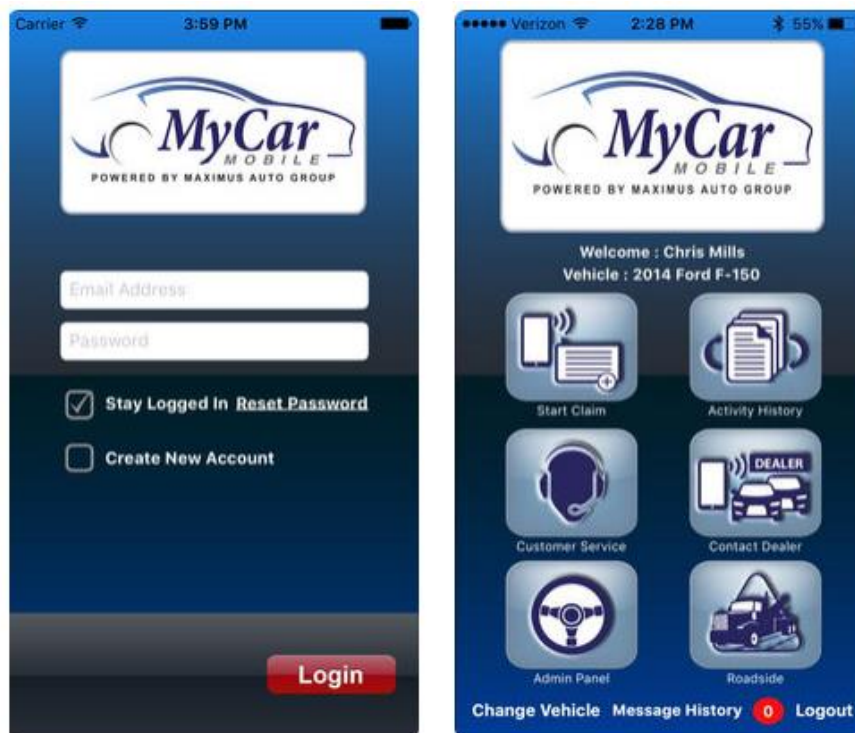 Carrier 3:59 PM
MyCar
MOBILE
POWERED BY MAXIMUS AUTO GROUP
Email Address
Password
Stay Logged In Reset Password
Create New Account
Login
Verizon 2:28 PM 55%
MyCar
MOBILE
POWERED BY MAXIMUS AUTO GROUP
Welcome : Chris Mills
Vehicle : 2014 Ford F-150
Start Claim
Activity History
DEALER
Customer Service
Contact Dealer
Admin Panel
Roadside
Change Vehicle Message History 0 Logout